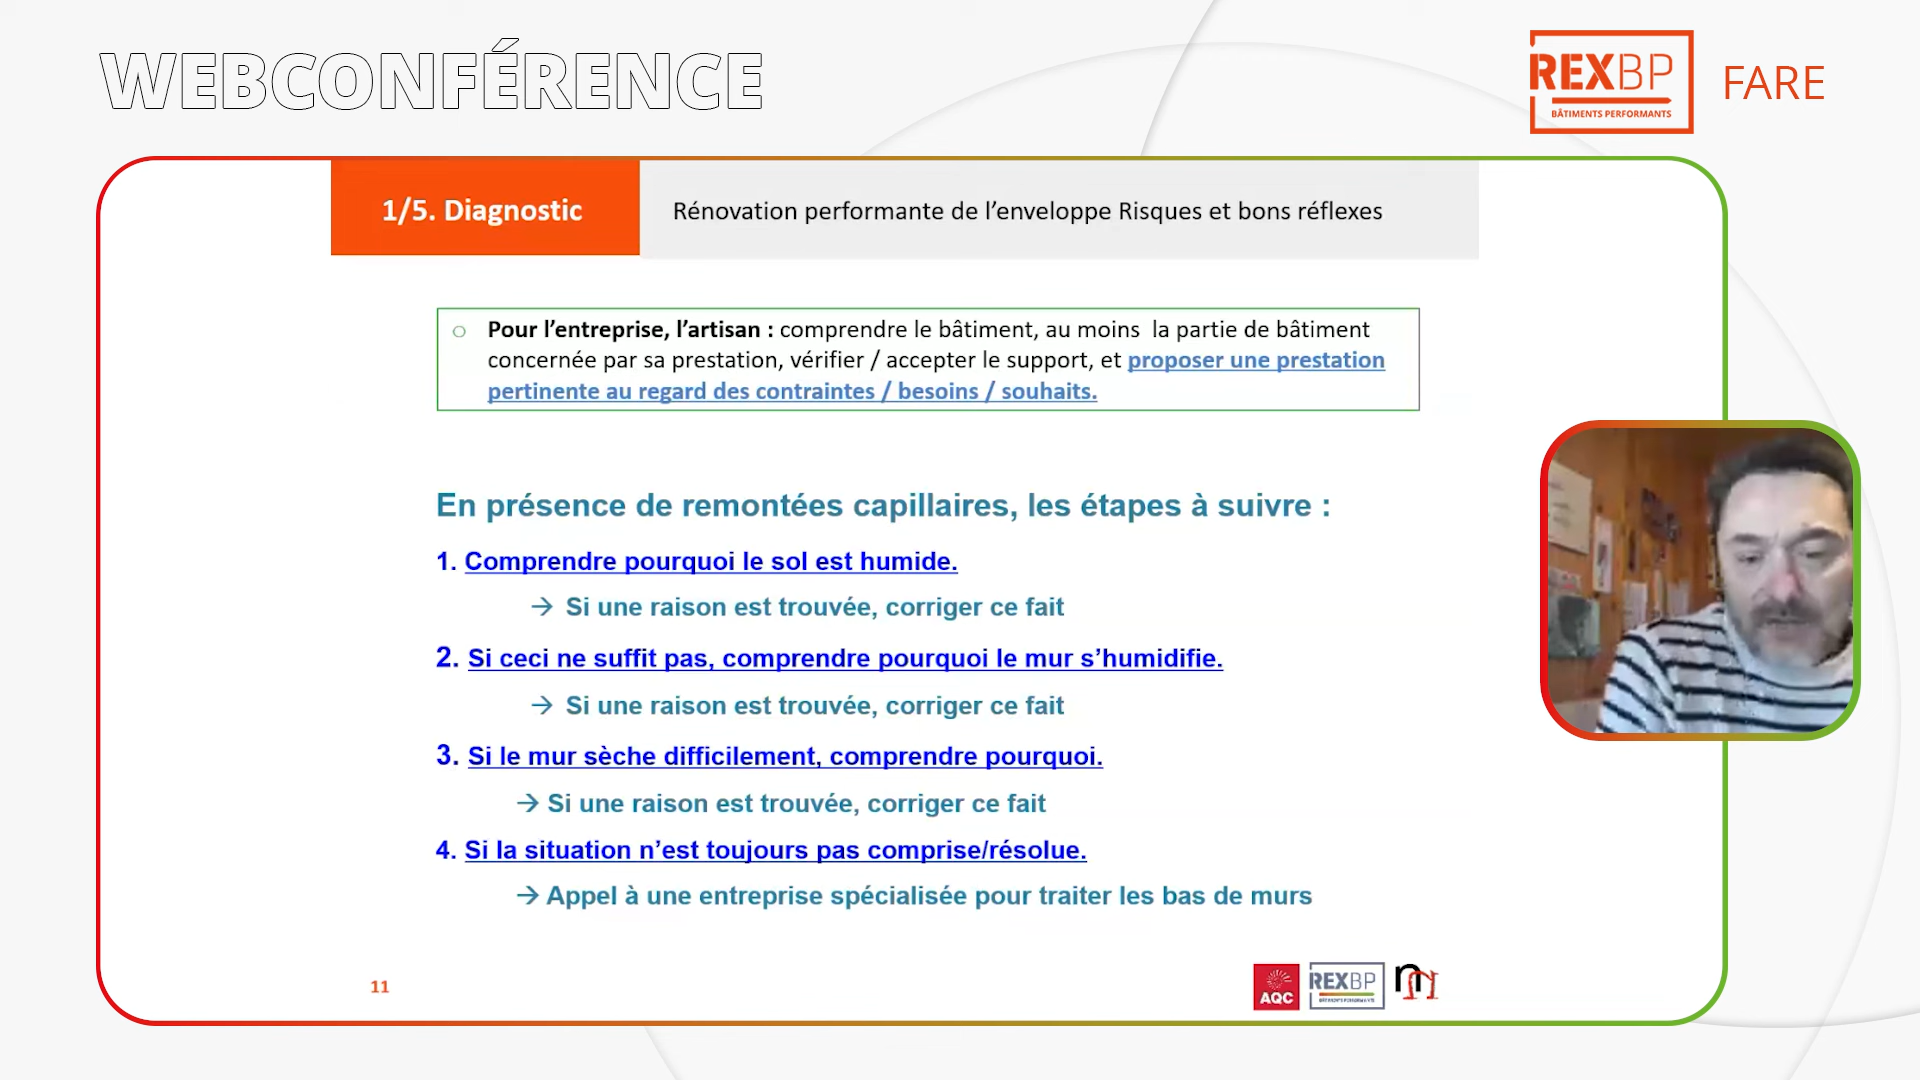 WEBCONFÉRENCE
REXBP
BÂTIMENTS PERFORMANTS
FARE
1/5. Diagnostic
Rénovation performante de l’enveloppe Risques et bons réflexes
Pour l’entreprise, l’artisan : comprendre le bâtiment, au moins la partie de bâtiment
concernée par sa prestation, vérifier / accepter le support, et proposer une prestation
pertinente au regard des contraintes / besoins / souhaits.
En présence de remontées capillaires, les étapes à suivre :
1. Comprendre pourquoi le sol est humide.
→ Si une raison est trouvée, corriger ce fait
2. Si ceci ne suffit pas, comprendre pourquoi le mur s’humidifie.
→ Si une raison est trouvée, corriger ce fait
3. Si le mur sèche difficilement, comprendre pourquoi.
→ Si une raison est trouvée, corriger ce fait
4. Si la situation n’est toujours pas comprise/résolue.
→ Appel à une entreprise spécialisée pour traiter les bas de murs
11
AQC
REXBP
BÂTIMENTS PERFORMANTS